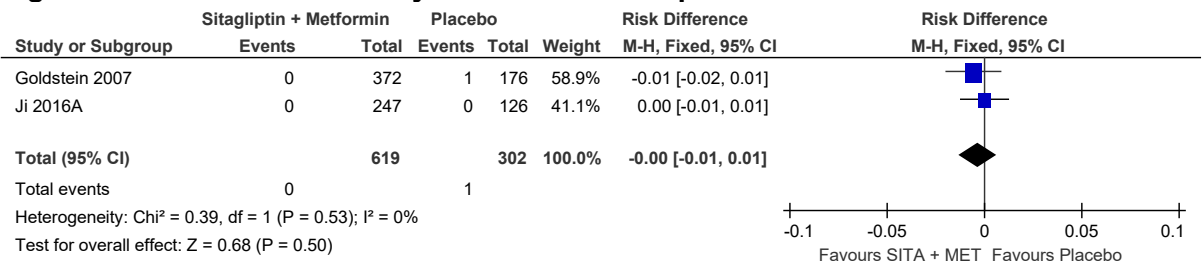 Sitagliptin + Metformin Placebo Risk Difference Risk Difference
Study or Subgroup Events Total Events Total Weight M-H, Fixed, 95% CI M-H, Fixed, 95% CI
Goldstein 2007 0 372 1 176 58.9% -0.01 [-0.02, 0.01]
Ji 2016A 0 247 0 126 41.1% 0.00 [-0.01, 0.01]
Total (95% CI) 619 302 100.0% -0.00 [-0.01, 0.01]
Total events 0 1
Heterogeneity: Chi² = 0.39, df = 1 (P = 0.53); I² = 0%
Test for overall effect: Z = 0.68 (P = 0.50)
-0.1 -0.05 0 0.05 0.1
Favours SITA + MET Favours Placebo